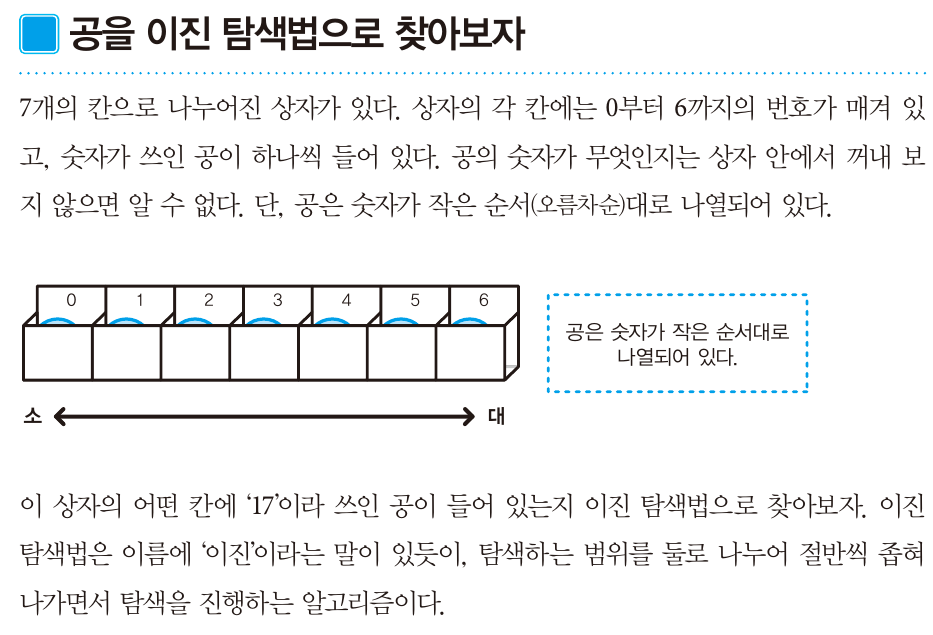 공을 이진 탐색법으로 찾아보자
7개의 칸으로 나누어진 상자가 있다. 상자의 각 칸에는 0부터 6까지의 번호가 매겨 있
고, 숫자가 쓰인 공이 하나씩 들어 있다. 공의 숫자가 무엇인지는 상자 안에서 꺼내 보
지 않으면 알 수 없다. 단, 공은 숫자가 작은 순서(오름차순)대로 나열되어 있다.
0 1 2 3 4 5 6
공은 숫자가 작은 순서대로
나열되어 있다.
소 대
이 상자의 어떤 칸에 ‘17’이라 쓰인 공이 들어 있는지 이진 탐색법으로 찾아보자. 이진
탐색법은 이름에 ‘이진’이라는 말이 있듯이, 탐색하는 범위를 둘로 나누어 절반씩 좁혀
나가면서 탐색을 진행하는 알고리즘이다.